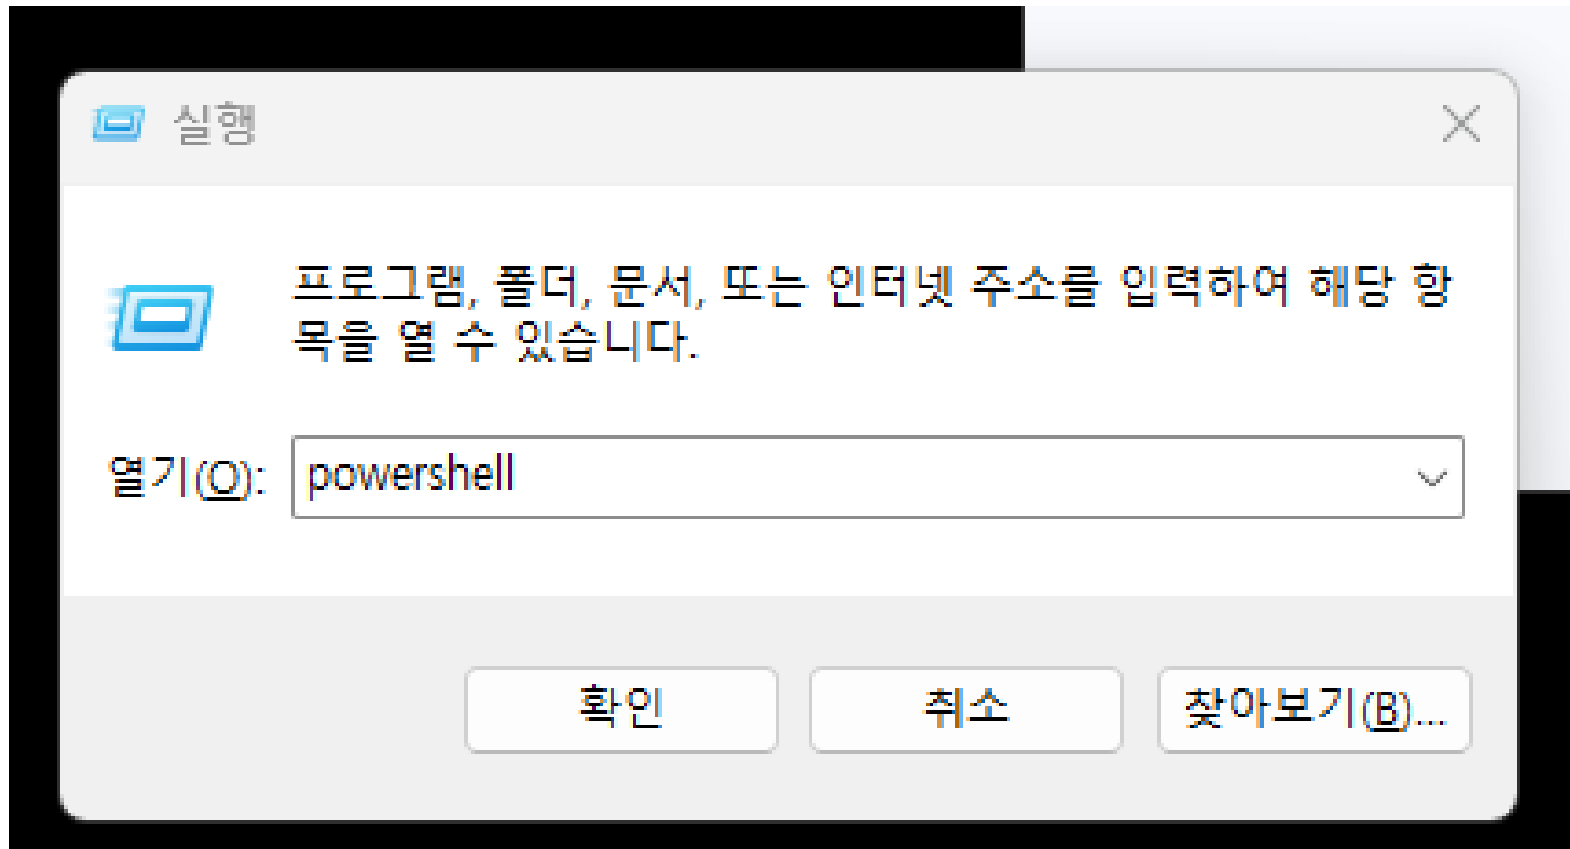 실행
프로그램, 폴더, 문서, 또는 인터넷 주소를 입력하여 해당 항
목을 열 수 있습니다.
열기(O): powershell
확인 취소 찾아보기(B)...